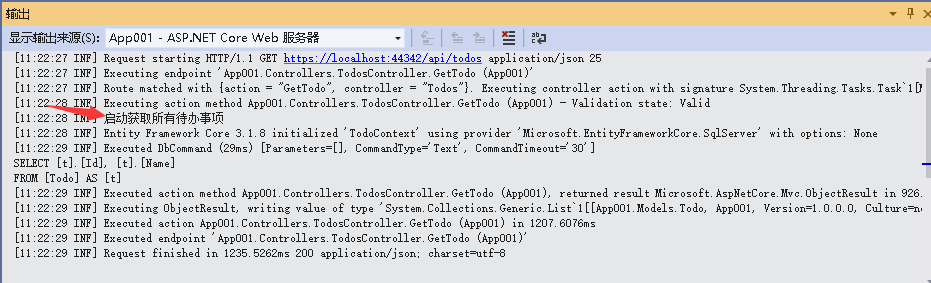 输出
显示输出来源(S): App001 - ASP.NET Core Web 服务器
[11:22:27 INF] Request starting HTTP/1.1 GET https://localhost:44342/api/todos application/json 25
[11:22:27 INF] Executing endpoint 'App001.Controllers.TodosController.GetTodo (App001)'
[11:22:27 INF] Route matched with {action = "GetTodo", controller = "Todos"}. Executing controller action with signature System.Threading.Tasks.Task`1[M
[11:22:28 INF] Executing action method App001.Controllers.TodosController.GetTodo (App001) - Validation state: Valid
[11:22:28 INF] 启动获取所有待办事项
[11:22:28 INF] Entity Framework Core 3.1.8 initialized 'TodoContext' using provider 'Microsoft.EntityFrameworkCore.SqlServer' with options: None
[11:22:29 INF] Executed DbCommand (29ms) [Parameters=[], CommandType='Text', CommandTimeout='30']
SELECT [t].[Id], [t].[Name]
FROM [Todo] AS [t]
[11:22:29 INF] Executed action method App001.Controllers.TodosController.GetTodo (App001), returned result Microsoft.AspNetCore.Mvc.ObjectResult in 926.
[11:22:29 INF] Executing ObjectResult, writing value of type 'System.Collections.Generic.List`1[[App001.Models.Todo, App001, Version=1.0.0.0, Culture=ne
[11:22:29 INF] Executed action App001.Controllers.TodosController.GetTodo (App001) in 1207.6076ms
[11:22:29 INF] Executed endpoint 'App001.Controllers.TodosController.GetTodo (App001)'
[11:22:29 INF] Request finished in 1235.5262ms 200 application/json; charset=utf-8